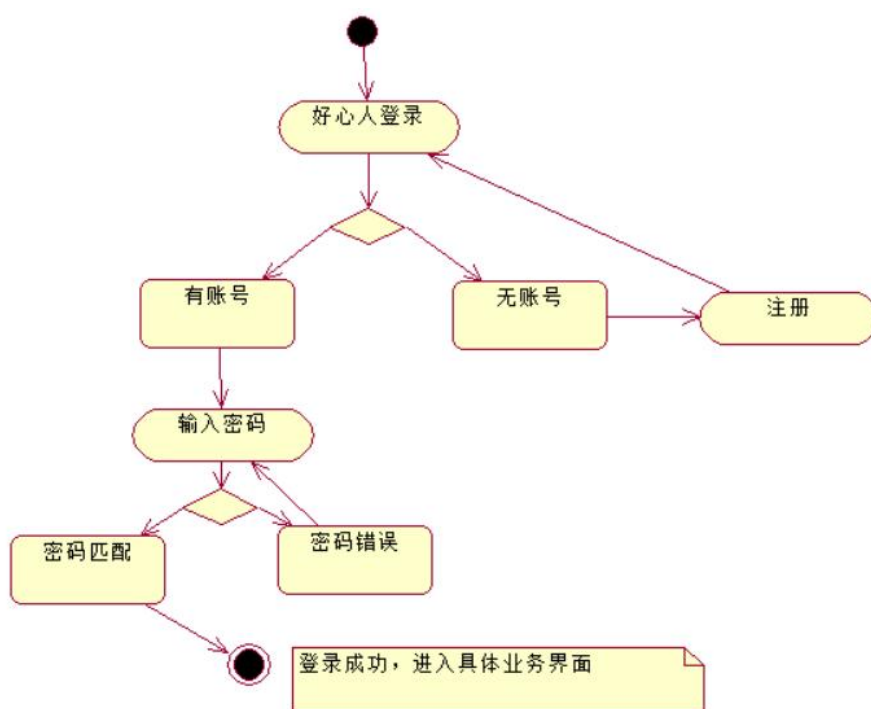 好心人登录
有账号
无账号
注册
输入密码
密码匹配
密码错误
登录成功，进入具体业务界面